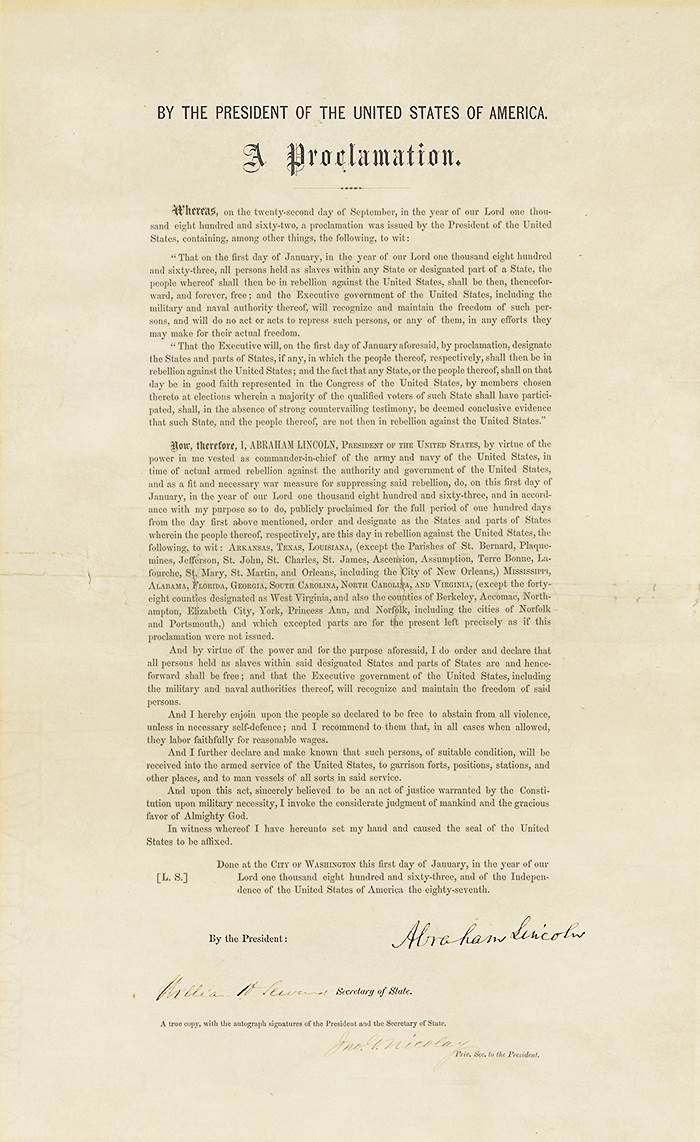 BY THE PRESIDENT OF THE UNITED STATES OF AMERICA.
A Proclamation.
Whereas, on the twenty-second day of September, in the year of our Lord one thou-
sand eight hundred and sixty-two, a proclamation was issued by the President of the United
States, containing, among other things, the following, to wit:
" That on the first day of January, in the year of our Lord one thousand eight hundred
and sixty-three, all persons held as slaves within any State or designated part of a State, the
people whereof shall then be in rebellion against the United States, shall be then, thencefor-
ward, and forever, free; and the Executive government of the United States, including the
military and naval authority thereof, will recognize and maintain the freedom of such per-
sons, and will do no act or acts to repress such persons, or any of them, in any efforts they
may make for their actual freedom.
" That the Executive will, on the first day of January aforesaid, by proclamation, designate
the States and parts of States, if any, in which the people thereof, respectively, shall then be in
rebellion against the United States; and the fact that any State, or the people thereof, shall on that
day be in good faith represented in the Congress of the United States, by members chosen
thereto at elections wherein a majority of the qualified voters of such State shall have partici-
pated, shall, in the absence of strong countervailing testimony, be deemed conclusive evidence
that such State, and the people thereof, are not then in rebellion against the United States."
Now, therefore, I, ABRAHAM LINCOLN, PRESIDENT OF THE UNITED STATES, by virtue of the
power in me vested as commander-in-chief of the army and navy of the United States, in
time of actual armed rebellion against the authority and government of the United States,
and as a fit and necessary war measure for suppressing said rebellion, do, on this first day of
January, in the year of our Lord one thousand eight hundred and sixty-three, and in accord-
ance with my purpose so to do, publicly proclaimed for the full period of one hundred days
from the day first above mentioned, order and designate as the States and parts of States
wherein the people thereof, respectively, are this day in rebellion against the United States, the
following, to wit: ARKANSAS, TEXAS, LOUISIANA, (except the Parishes of St. Bernard, Plaque-
mines, Jefferson, St. John, St. Charles, St. James, Ascension, Assumption, Terre Bonne, La-
fourche, St. Mary, St. Martin, and Orleans, including the City of New Orleans,) MISSISSIPPI,
ALABAMA, FLORIDA, GEORGIA, SOUTH CAROLINA, NORTH CAROLINA, AND VIRGINIA, (except the forty-
eight counties designated as West Virginia, and also the counties of Berkeley, Accomac, North-
ampton, Elizabeth City, York, Princess Ann, and Norfolk, including the cities of Norfolk
and Portsmouth,) and which excepted parts are for the present left precisely as if this
proclamation were not issued.
And by virtue of the power and for the purpose aforesaid, I do order and declare that
all persons held as slaves within said designated States and parts of States are and hence-
forward shall be free; and that the Executive government of the United States, including
the military and naval authorities thereof, will recognize and maintain the freedom of said
persons.
And I hereby enjoin upon the people so declared to be free to abstain from all violence,
unless in necessary self-defence; and I recommend to them that, in all cases when allowed,
they labor faithfully for reasonable wages.
And I further declare and make known that such persons, of suitable condition, will be
received into the armed service of the United States, to garrison forts, positions, stations, and
other places, and to man vessels of all sorts in said service.
And upon this act, sincerely believed to be an act of justice warranted by the Consti-
tution upon military necessity, I invoke the considerate judgment of mankind and the gracious
favor of Almighty God.
In witness whereof I have hereunto set my hand and caused the seal of the United
States to be affixed.
Done at the CITY OF WASHINGTON this first day of January, in the year of our
[L. S.] Lord one thousand eight hundred and sixty-three, and of the Indepen-
dence of the United States of America the eighty-seventh.
By the President: Abraham Lincoln
William H Seward Secretary of State.
A true copy, with the autograph signatures of the President and the Secretary of State.
Jno. G. Nicolay
Priv. Sec. to the President.